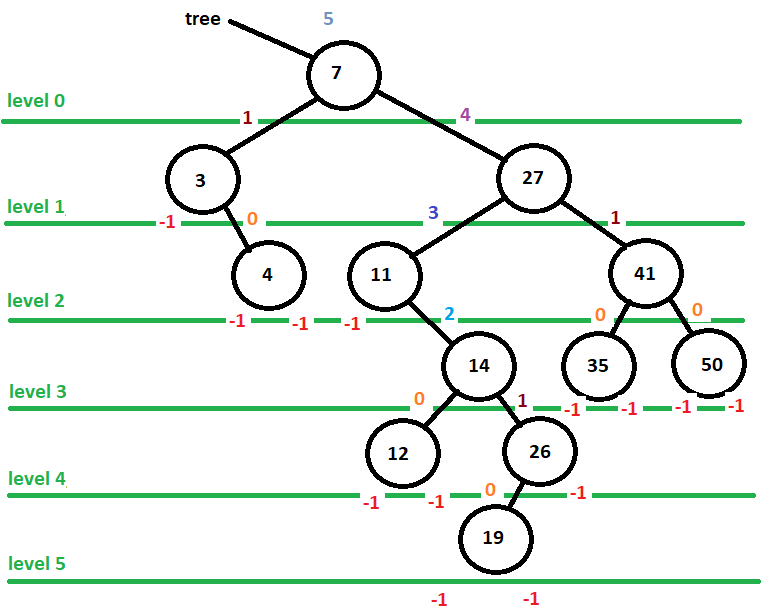 tree 5
7
level 0
1 4
3 27
level 1
-1 0 3 1
4 11 41
level 2
-1 -1 -1 2 0 0
14 35 50
level 3
0 1 -1 -1 -1 -1
12 26
level 4
-1 -1 0 -1
19
level 5
-1 -1